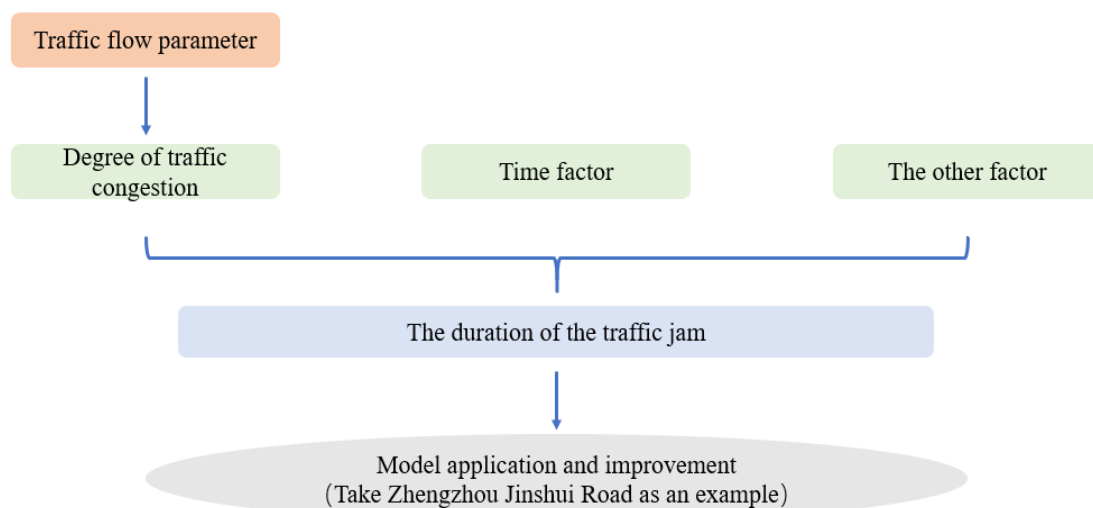 Traffic flow parameter
Degree of traffic
congestion
Time factor
The other factor
The duration of the traffic jam
Model application and improvement
（Take Zhengzhou Jinshui Road as an example）